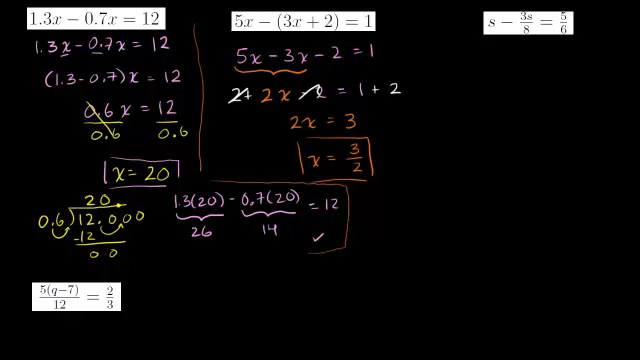 1.3x − 0.7x = 12
1.3x − 0.7x = 12
(1.3 − 0.7)x = 12
0.6x = 12
0.6 0.6
x = 20
20
0.6)12.000
−12
00
1.3(20) − 0.7(20) = 12
26 14 ✓
5x − (3x + 2) = 1
5x − 3x − 2 = 1
2+ 2x − 2 = 1 + 2
2x = 3
x = 3/2
s − 3s/8 = 5/6
5(q−7)/12 = 2/3